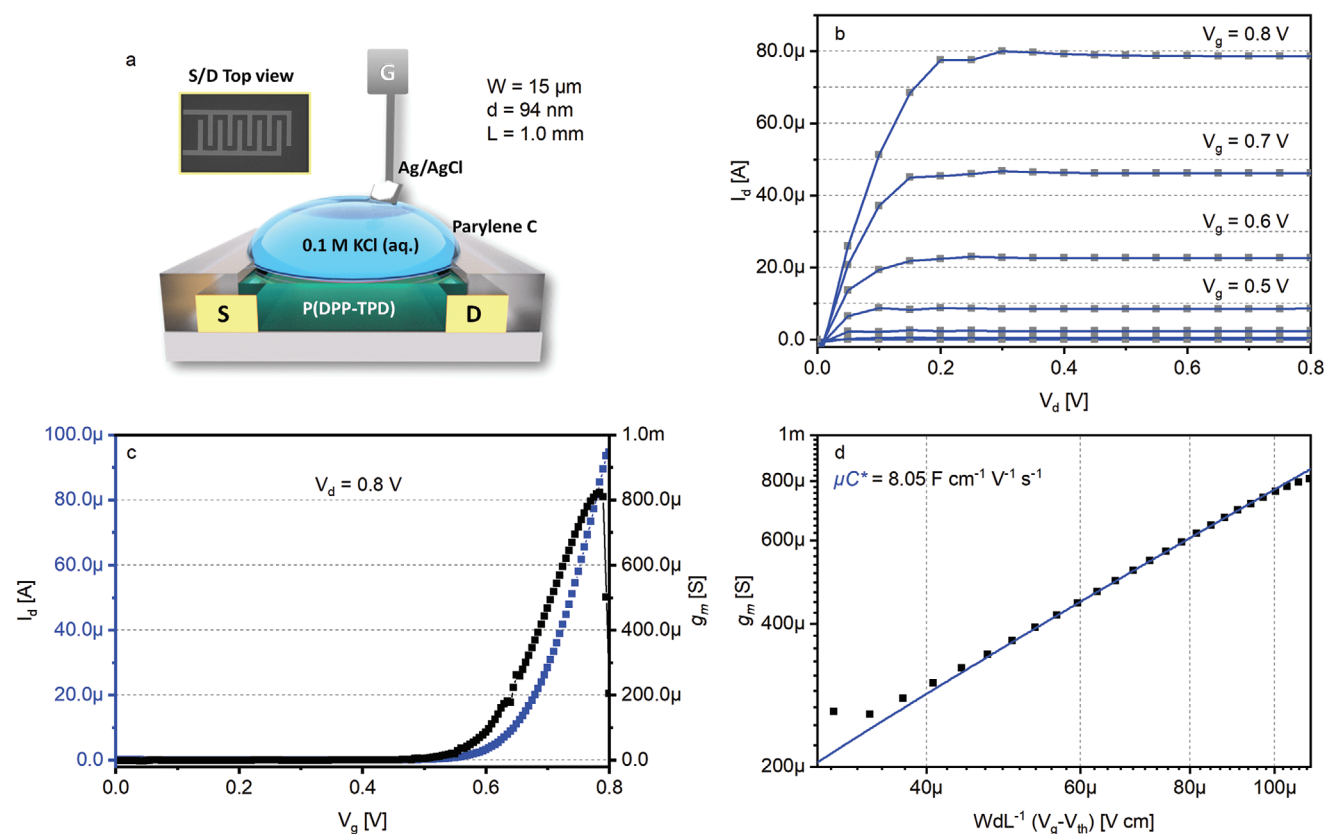 a
S/D Top view
G
W = 15 µm
d = 94 nm
L = 1.0 mm
Ag/AgCl
Parylene C
0.1 M KCl (aq.)
S
P(DPP-TPD)
D
b
V_g = 0.8 V
V_g = 0.7 V
V_g = 0.6 V
V_g = 0.5 V
80.0µ
60.0µ
40.0µ
20.0µ
0.0
I_d [A]
0.0 0.2 0.4 0.6 0.8
V_d [V]
c
V_d = 0.8 V
100.0µ
80.0µ
60.0µ
40.0µ
20.0µ
0.0
I_d [A]
1.0m
800.0µ
600.0µ
400.0µ
200.0µ
0.0
g_m [S]
0.0 0.2 0.4 0.6 0.8
V_g [V]
d
µC* = 8.05 F cm⁻¹ V⁻¹ s⁻¹
1m
800µ
600µ
400µ
200µ
g_m [S]
40µ 60µ 80µ 100µ
WdL⁻¹ (V_g-V_th) [V cm]